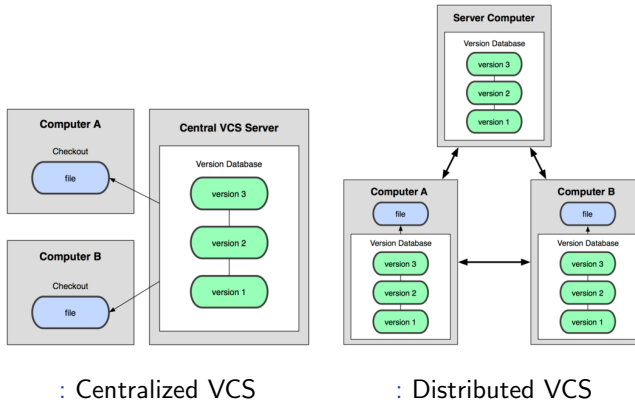 Computer A
Checkout
file
Computer B
Checkout
file
Central VCS Server
Version Database
version 3
version 2
version 1
: Centralized VCS
Server Computer
Version Database
version 3
version 2
version 1
Computer A
file
Version Database
version 3
version 2
version 1
Computer B
file
Version Database
version 3
version 2
version 1
: Distributed VCS